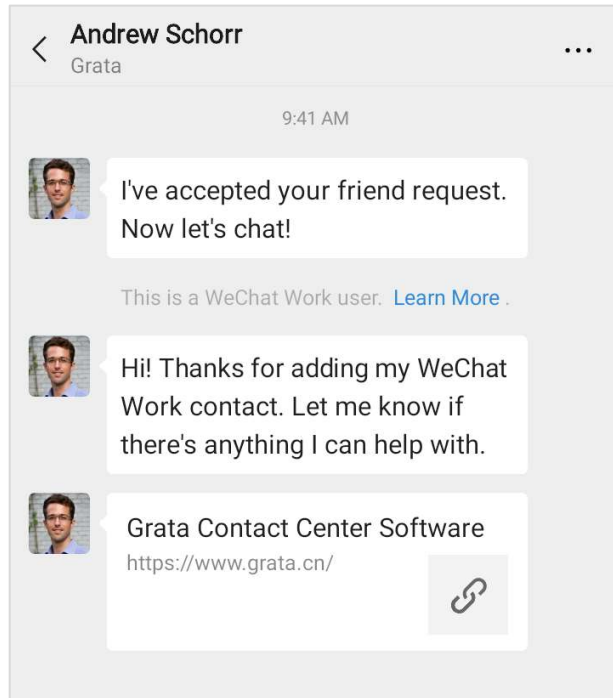 Andrew Schorr
Grata
9:41 AM
I've accepted your friend request.
Now let's chat!
This is a WeChat Work user. Learn More .
Hi! Thanks for adding my WeChat
Work contact. Let me know if
there's anything I can help with.
Grata Contact Center Software
https://www.grata.cn/